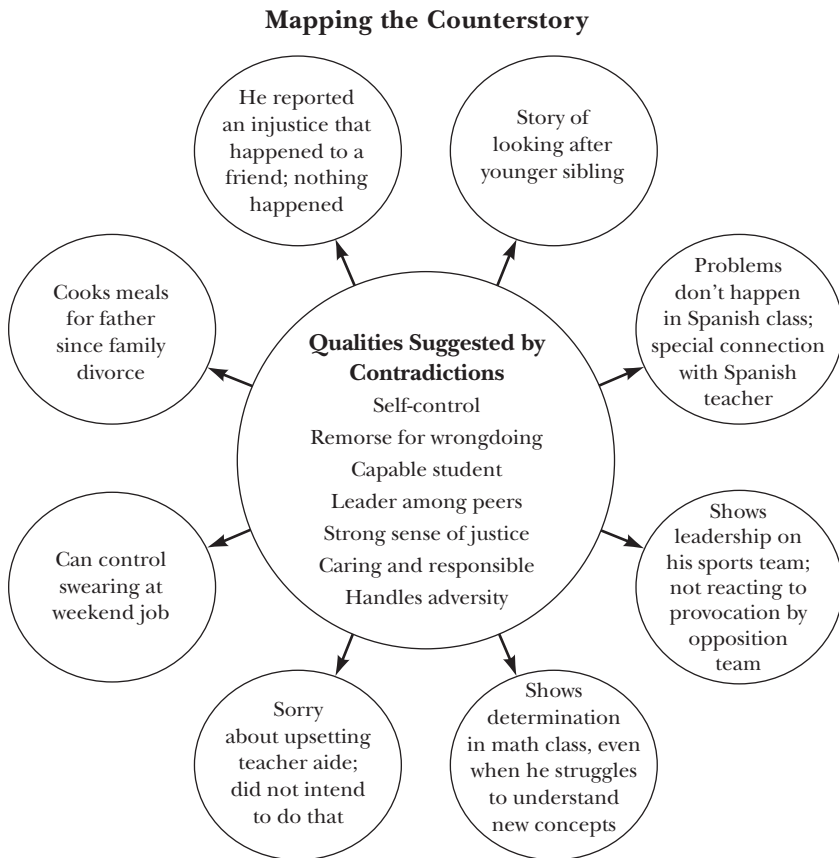 Mapping the Counterstory
He reported
an injustice that
happened to a
friend; nothing
happened
Story of
looking after
younger sibling
Cooks meals
for father
since family
divorce
Problems
don’t happen
in Spanish class;
special connection
with Spanish
teacher
Qualities Suggested by
Contradictions
Self-control
Remorse for wrongdoing
Capable student
Leader among peers
Strong sense of justice
Caring and responsible
Handles adversity
Can control
swearing at
weekend job
Shows
leadership on
his sports team;
not reacting to
provocation by
opposition
team
Sorry
about upsetting
teacher aide;
did not intend
to do that
Shows
determination
in math class, even
when he struggles
to understand
new concepts